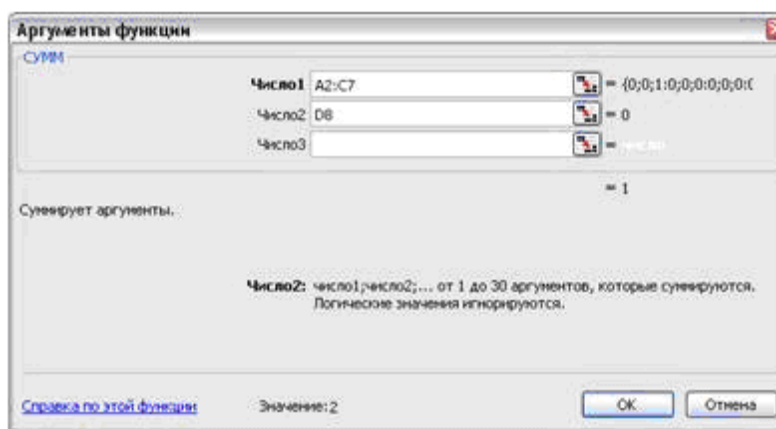 Аргументы функции
СУММ
Число1 A2:C7 = {0;0;1:0;0;0:0;0;0:(
Число2 D8 = 0
Число3 = число
= 1
Суммирует аргументы.
Число2: число1;число2;... от 1 до 30 аргументов, которые суммируются.
Логические значения игнорируются.
Справка по этой функции Значение:2 ОК Отмена